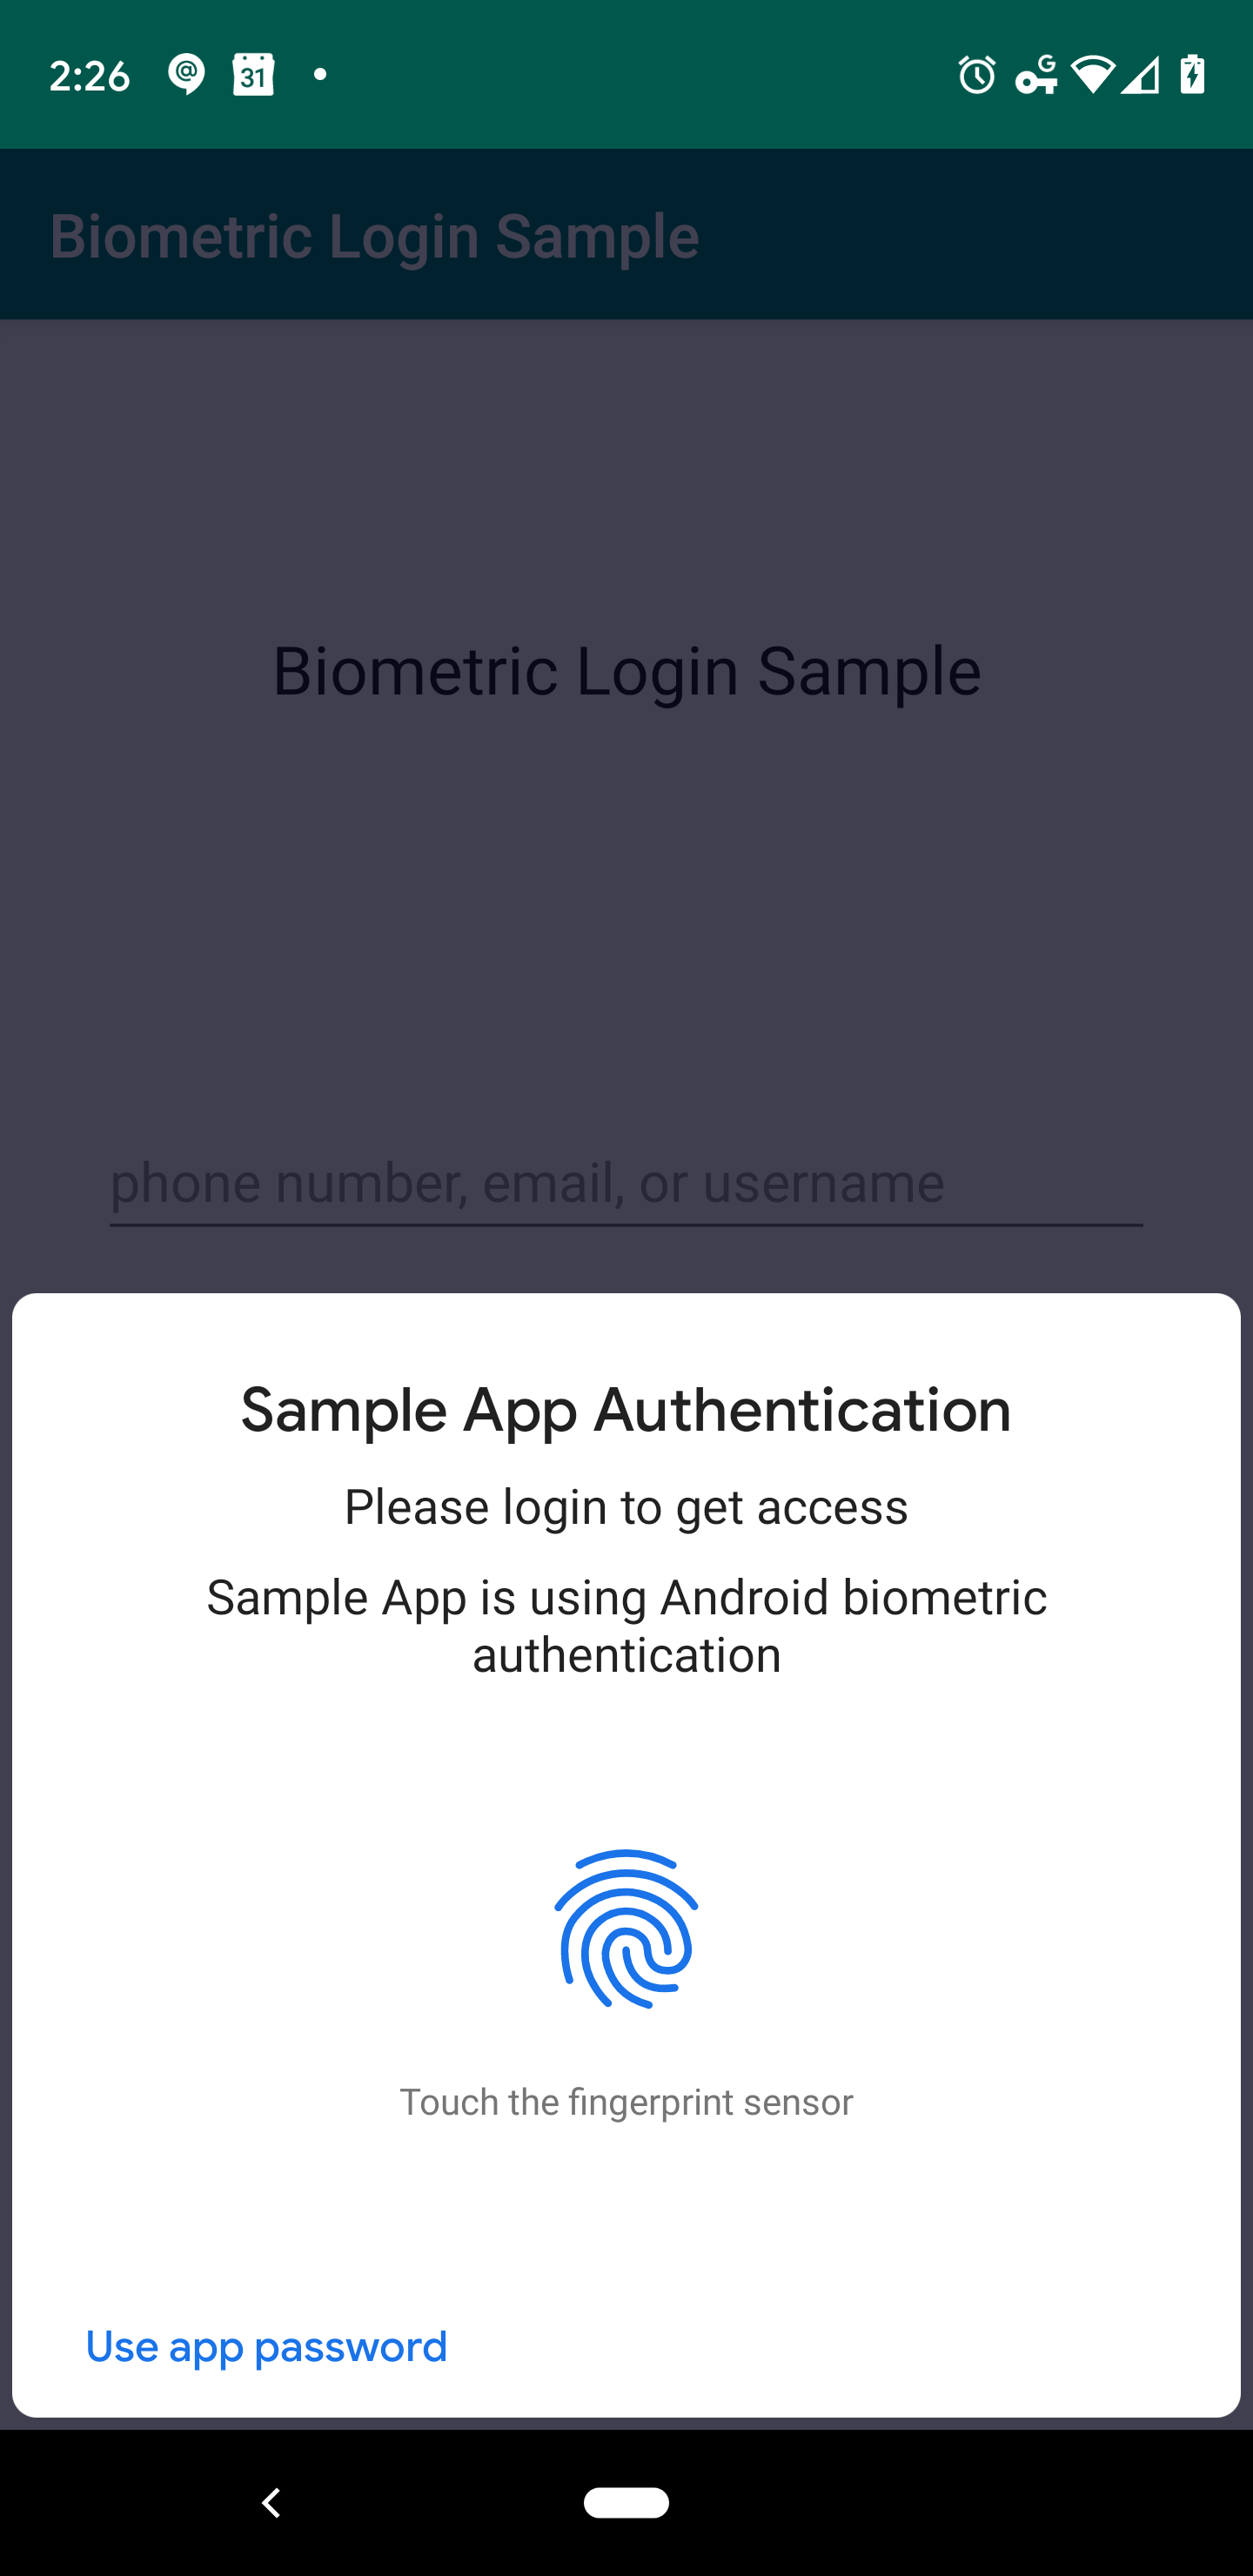 2:26
31
G
Biometric Login Sample
Biometric Login Sample
phone number, email, or username
Sample App Authentication
Please login to get access
Sample App is using Android biometric
authentication
Touch the fingerprint sensor
Use app password